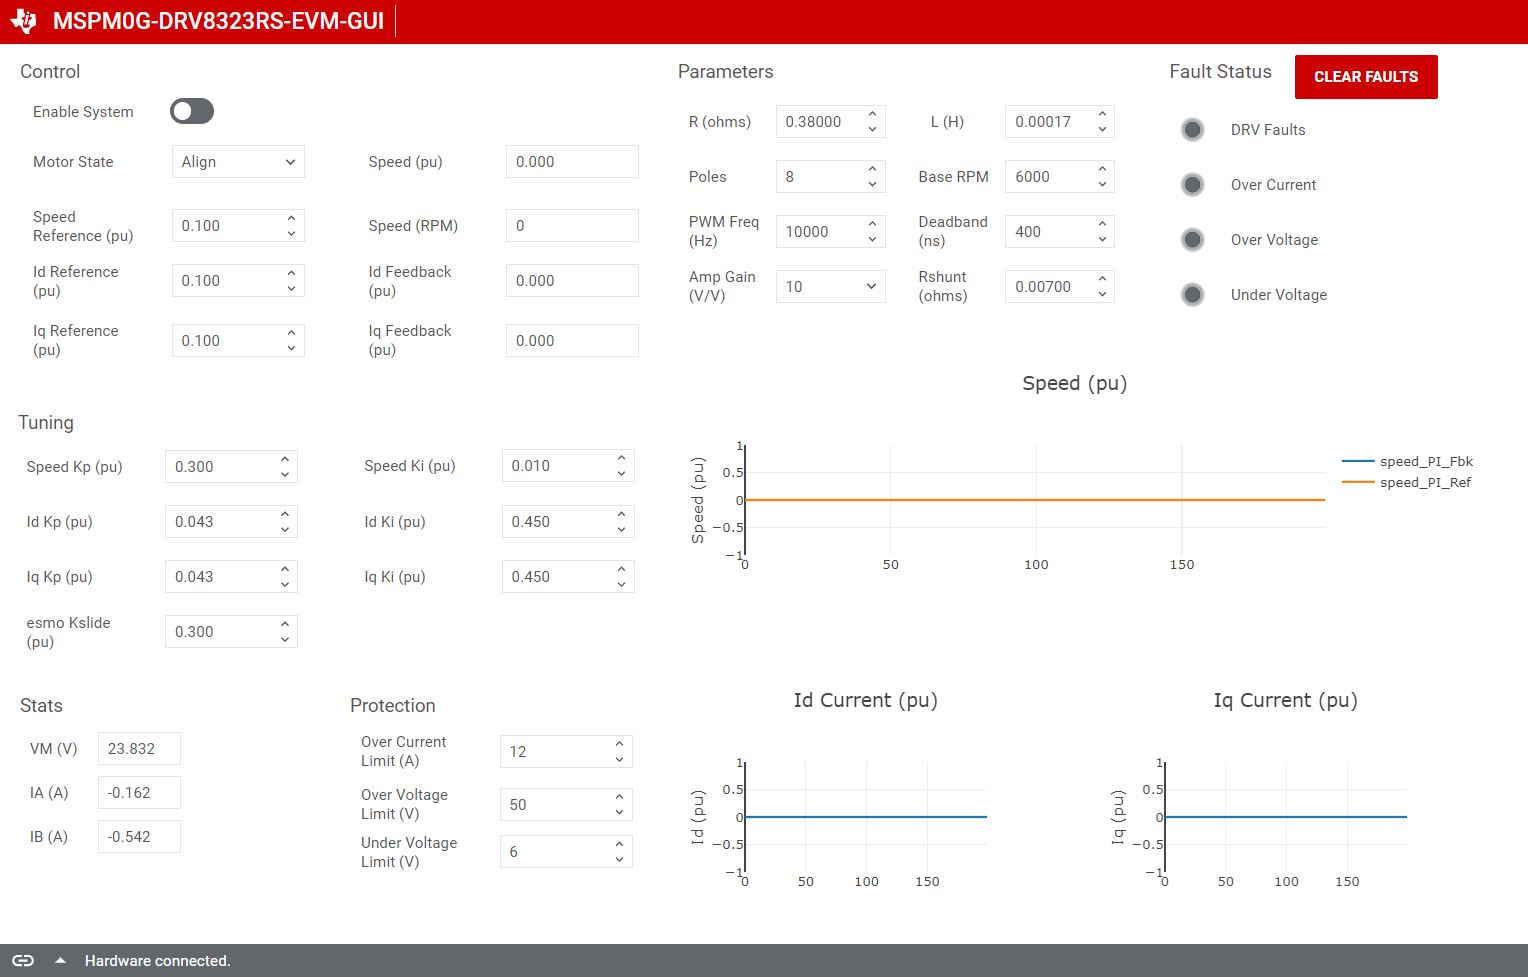 MSPM0G-DRV8323RS-EVM-GUI
Control
Enable System
Motor State
Align
Speed (pu)
0.000
Speed
Reference (pu)
0.100
Speed (RPM)
0
Id Reference
(pu)
0.100
Id Feedback
(pu)
0.000
Iq Reference
(pu)
0.100
Iq Feedback
(pu)
0.000
Parameters
R (ohms)
0.38000
L (H)
0.00017
Poles
8
Base RPM
6000
PWM Freq
(Hz)
10000
Deadband
(ns)
400
Amp Gain
(V/V)
10
Rshunt
(ohms)
0.00700
Fault Status
CLEAR FAULTS
DRV Faults
Over Current
Over Voltage
Under Voltage
Tuning
Speed Kp (pu)
0.300
Speed Ki (pu)
0.010
Id Kp (pu)
0.043
Id Ki (pu)
0.450
Iq Kp (pu)
0.043
Iq Ki (pu)
0.450
esmo Kslide
(pu)
0.300
Speed (pu)
Speed (pu)
1
0.5
0
−0.5
−1
0
50
100
150
speed_PI_Fbk
speed_PI_Ref
Stats
VM (V)
23.832
IA (A)
-0.162
IB (A)
-0.542
Protection
Over Current
Limit (A)
12
Over Voltage
Limit (V)
50
Under Voltage
Limit (V)
6
Id Current (pu)
Id (pu)
1
0.5
0
−0.5
−1
0
50
100
150
Iq Current (pu)
Iq (pu)
1
0.5
0
−0.5
−1
0
50
100
150
Hardware connected.